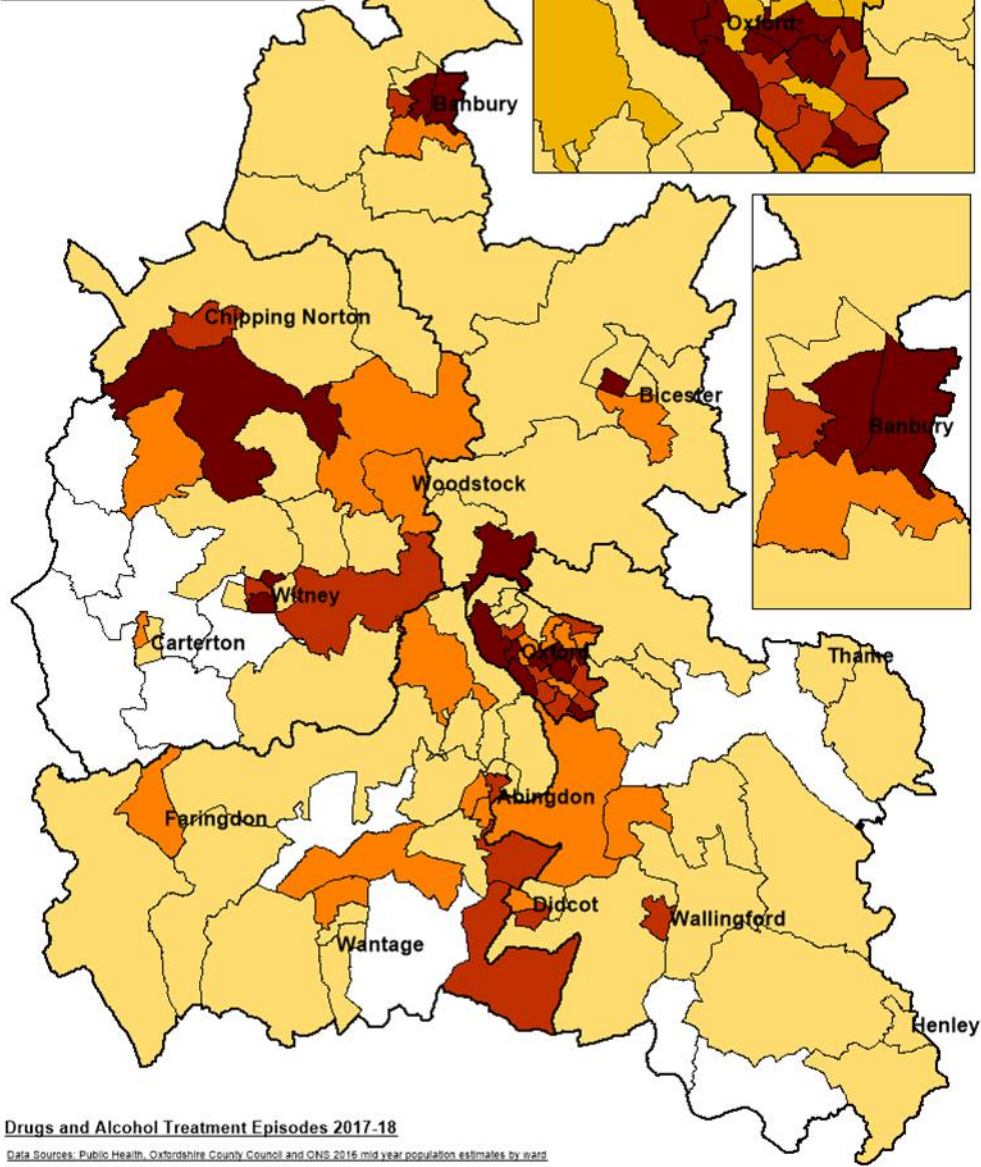 Oxford
Banbury
Chipping Norton
Bicester
Banbury
Woodstock
Witney
Carterton
Oxford
Thame
Abingdon
Faringdon
Didcot
Wallingford
Wantage
Henley
Drugs and Alcohol Treatment Episodes 2017-18
Data Sources: Public Health, Oxfordshire County Council and ONS 2016 mid year population estimates by ward